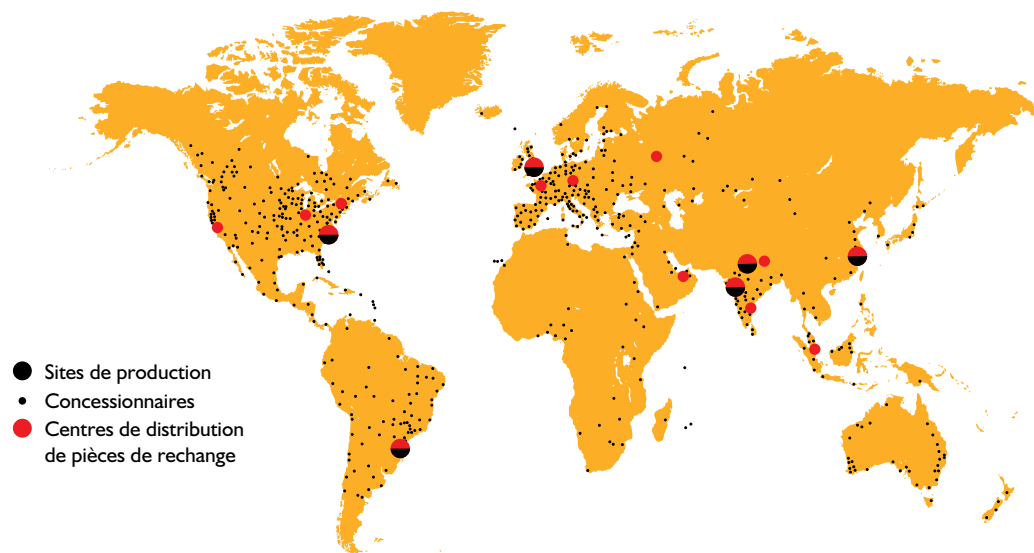 Sites de production
Concessionnaires
Centres de distribution
de pièces de rechange